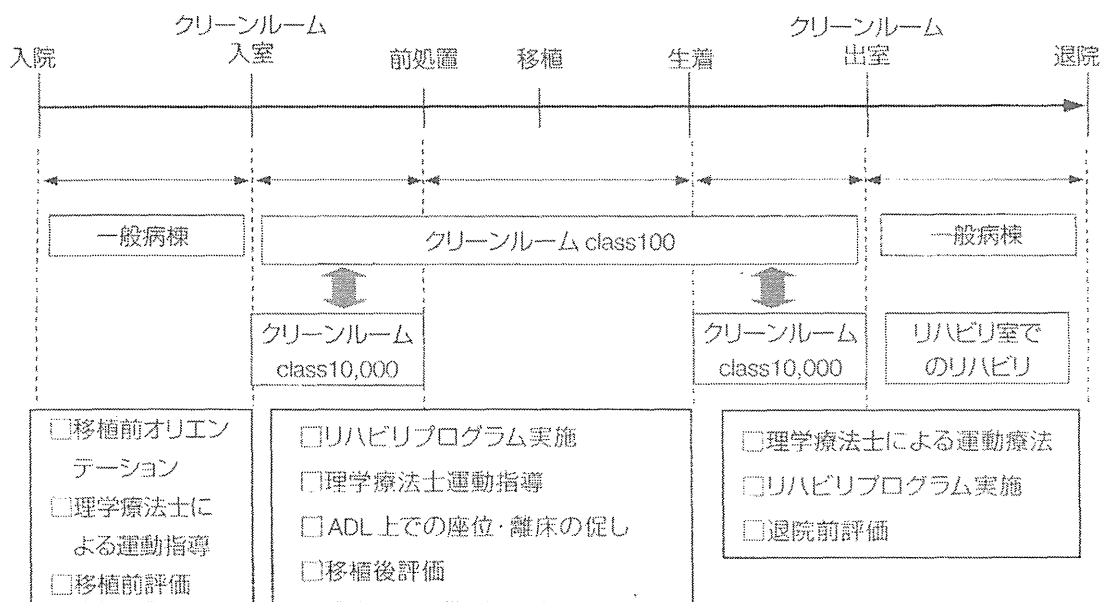 クリーンルーム
クリーンルーム
入院
入室
前処置
移植
生着
出室
退院
一般病棟
クリーンルーム class100
一般病棟
クリーンルーム
class10,000
クリーンルーム
class10,000
リハビリ室で
のリハビリ
□移植前オリエン
テーション
□理学療法士に
よる運動指導
□移植前評価
□リハビリプログラム実施
□理学療法士運動指導
□ADL上での座位・離床の促し
□移植後評価
□理学療法士による運動療法
□リハビリプログラム実施
□退院前評価